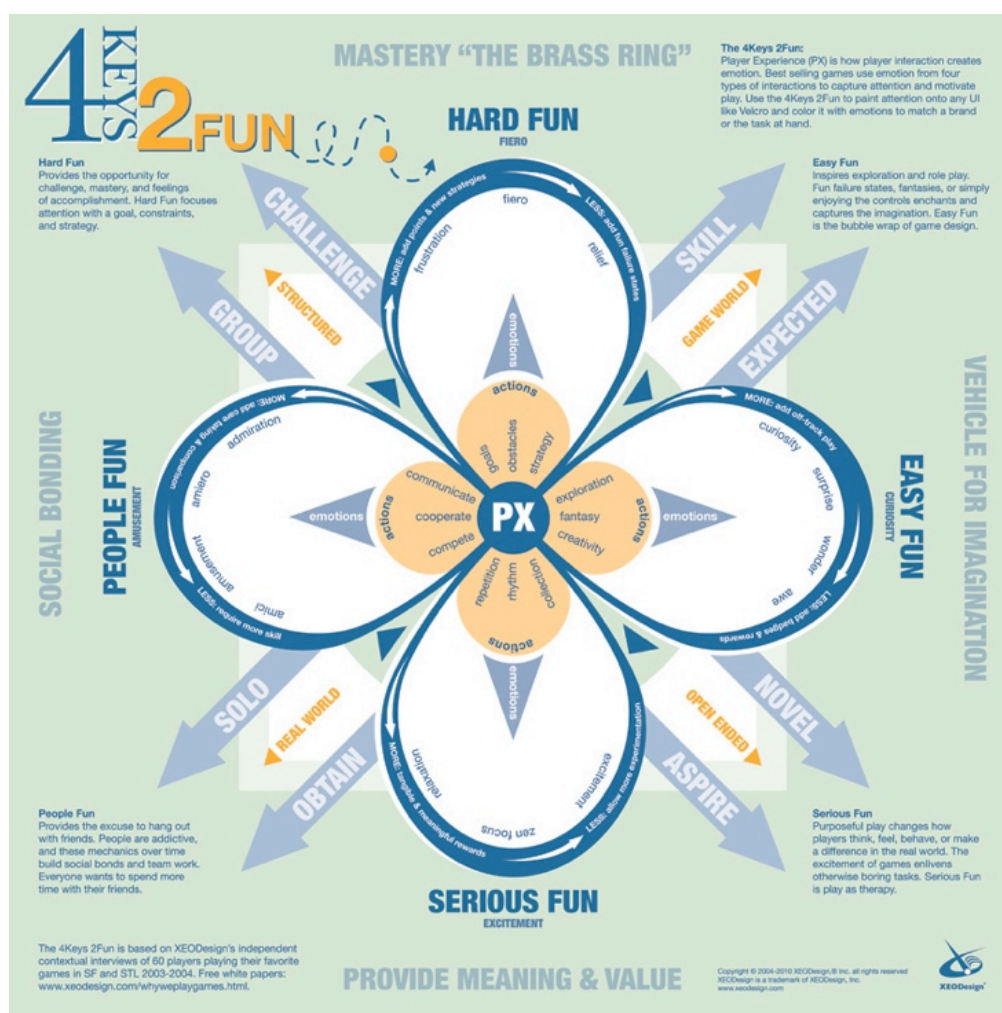 4 KEYS 2FUN
MASTERY "THE BRASS RING"
The 4Keys 2Fun:
Player Experience (PX) is how player interaction creates
emotion. Best selling games use emotion from four
types of interactions to capture attention and motivate
play. Use the 4Keys 2Fun to paint attention onto any UI
like Velcro and color it with emotions to match a brand
or the task at hand.
HARD FUN
FIERO
Hard Fun
Provides the opportunity for
challenge, mastery, and feelings
of accomplishment. Hard Fun focuses
attention with a goal, constraints,
and strategy.
Easy Fun
Inspires exploration and role play.
Fun failure states, fantasies, or simply
enjoying the controls enchants and
captures the imagination. Easy Fun
is the bubble wrap of game design.
CHALLENGE
STRUCTURED
GROUP
SKILL
GAME WORLD
EXPECTED
MORE: add points & new strategies
LESS: add fun failure states
frustration
fiero
relief
emotions
actions
goals
obstacles
strategy
SOCIAL BONDING
PEOPLE FUN
AMUSEMENT
MORE: add care taking & comparison
LESS: require more skill
admiration
amiero
amusement
amici
emotions
actions
communicate
cooperate
compete
PX
exploration
fantasy
creativity
actions
emotions
curiosity
surprise
wonder
awe
MORE: add off-track play
LESS: add badges & rewards
EASY FUN
CURIOSITY
VEHICLE FOR IMAGINATION
repetition
rhythm
collection
actions
emotions
relaxation
zen focus
excitement
MORE: tangible & meaningful rewards
LESS: allow more experimentation
SOLO
REAL WORLD
OBTAIN
NOVEL
OPEN ENDED
ASPIRE
SERIOUS FUN
EXCITEMENT
People Fun
Provides the excuse to hang out
with friends. People are addictive,
and these mechanics over time
build social bonds and team work.
Everyone wants to spend more
time with their friends.
Serious Fun
Purposeful play changes how
players think, feel, behave, or make
a difference in the real world. The
excitement of games enlivens
otherwise boring tasks. Serious Fun
is play as therapy.
The 4Keys 2Fun is based on XEODesign's independent
contextual interviews of 60 players playing their favorite
games in SF and STL 2003-2004. Free white papers:
www.xeodesign.com/whyweplaygames.html.
PROVIDE MEANING & VALUE
Copyright © 2004-2010 XEODesign,® Inc. all rights reserved
XEODesign is a trademark of XEODesign, Inc.
www.xeodesign.com
XEODesign®